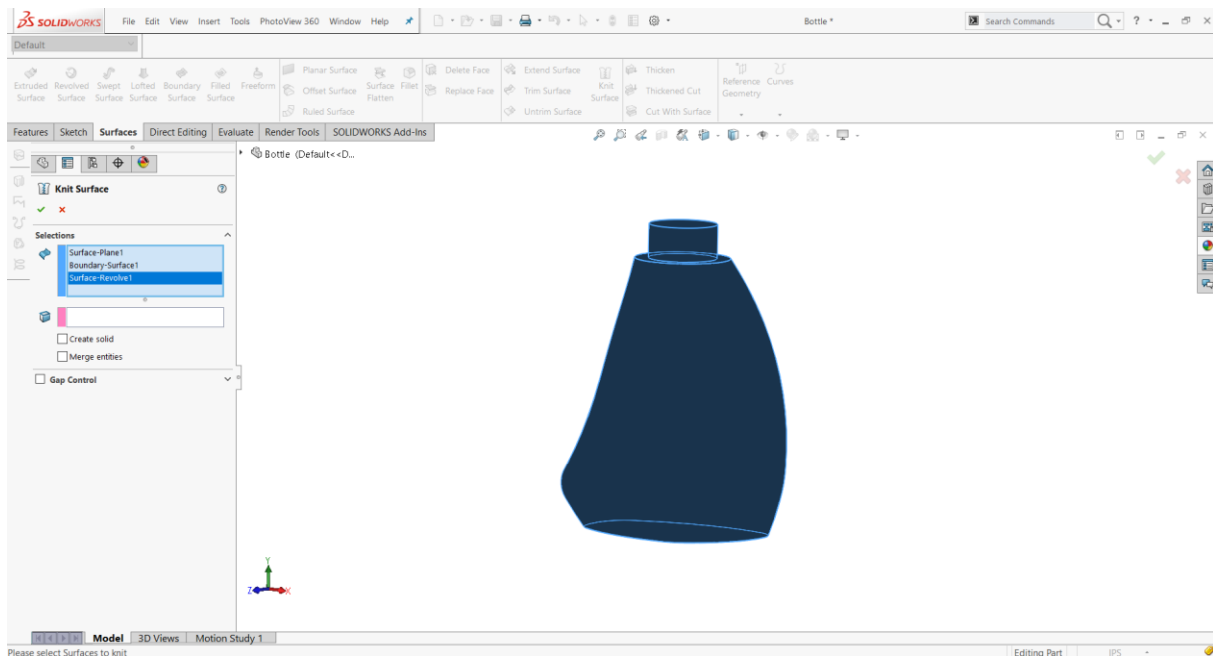 SOLIDWORKS File Edit View Insert Tools PhotoView 360 Window Help Bottle * Search Commands ?
Default
Extruded Surface
Revolved Surface
Swept Surface
Lofted Surface
Boundary Surface
Filled Surface
Freeform
Planar Surface
Offset Surface
Ruled Surface
Surface Flatten
Fillet
Delete Face
Replace Face
Extend Surface
Trim Surface
Untrim Surface
Knit Surface
Thicken
Thickened Cut
Cut With Surface
Reference Geometry
Curves
Features Sketch Surfaces Direct Editing Evaluate Render Tools SOLIDWORKS Add-Ins
Bottle (Default<<D...
Knit Surface
Selections
Surface-Plane1
Boundary-Surface1
Surface-Revolve1
Create solid
Merge entities
Gap Control
Y
Z X
Model 3D Views Motion Study 1
Please select Surfaces to knit Editing Part IPS